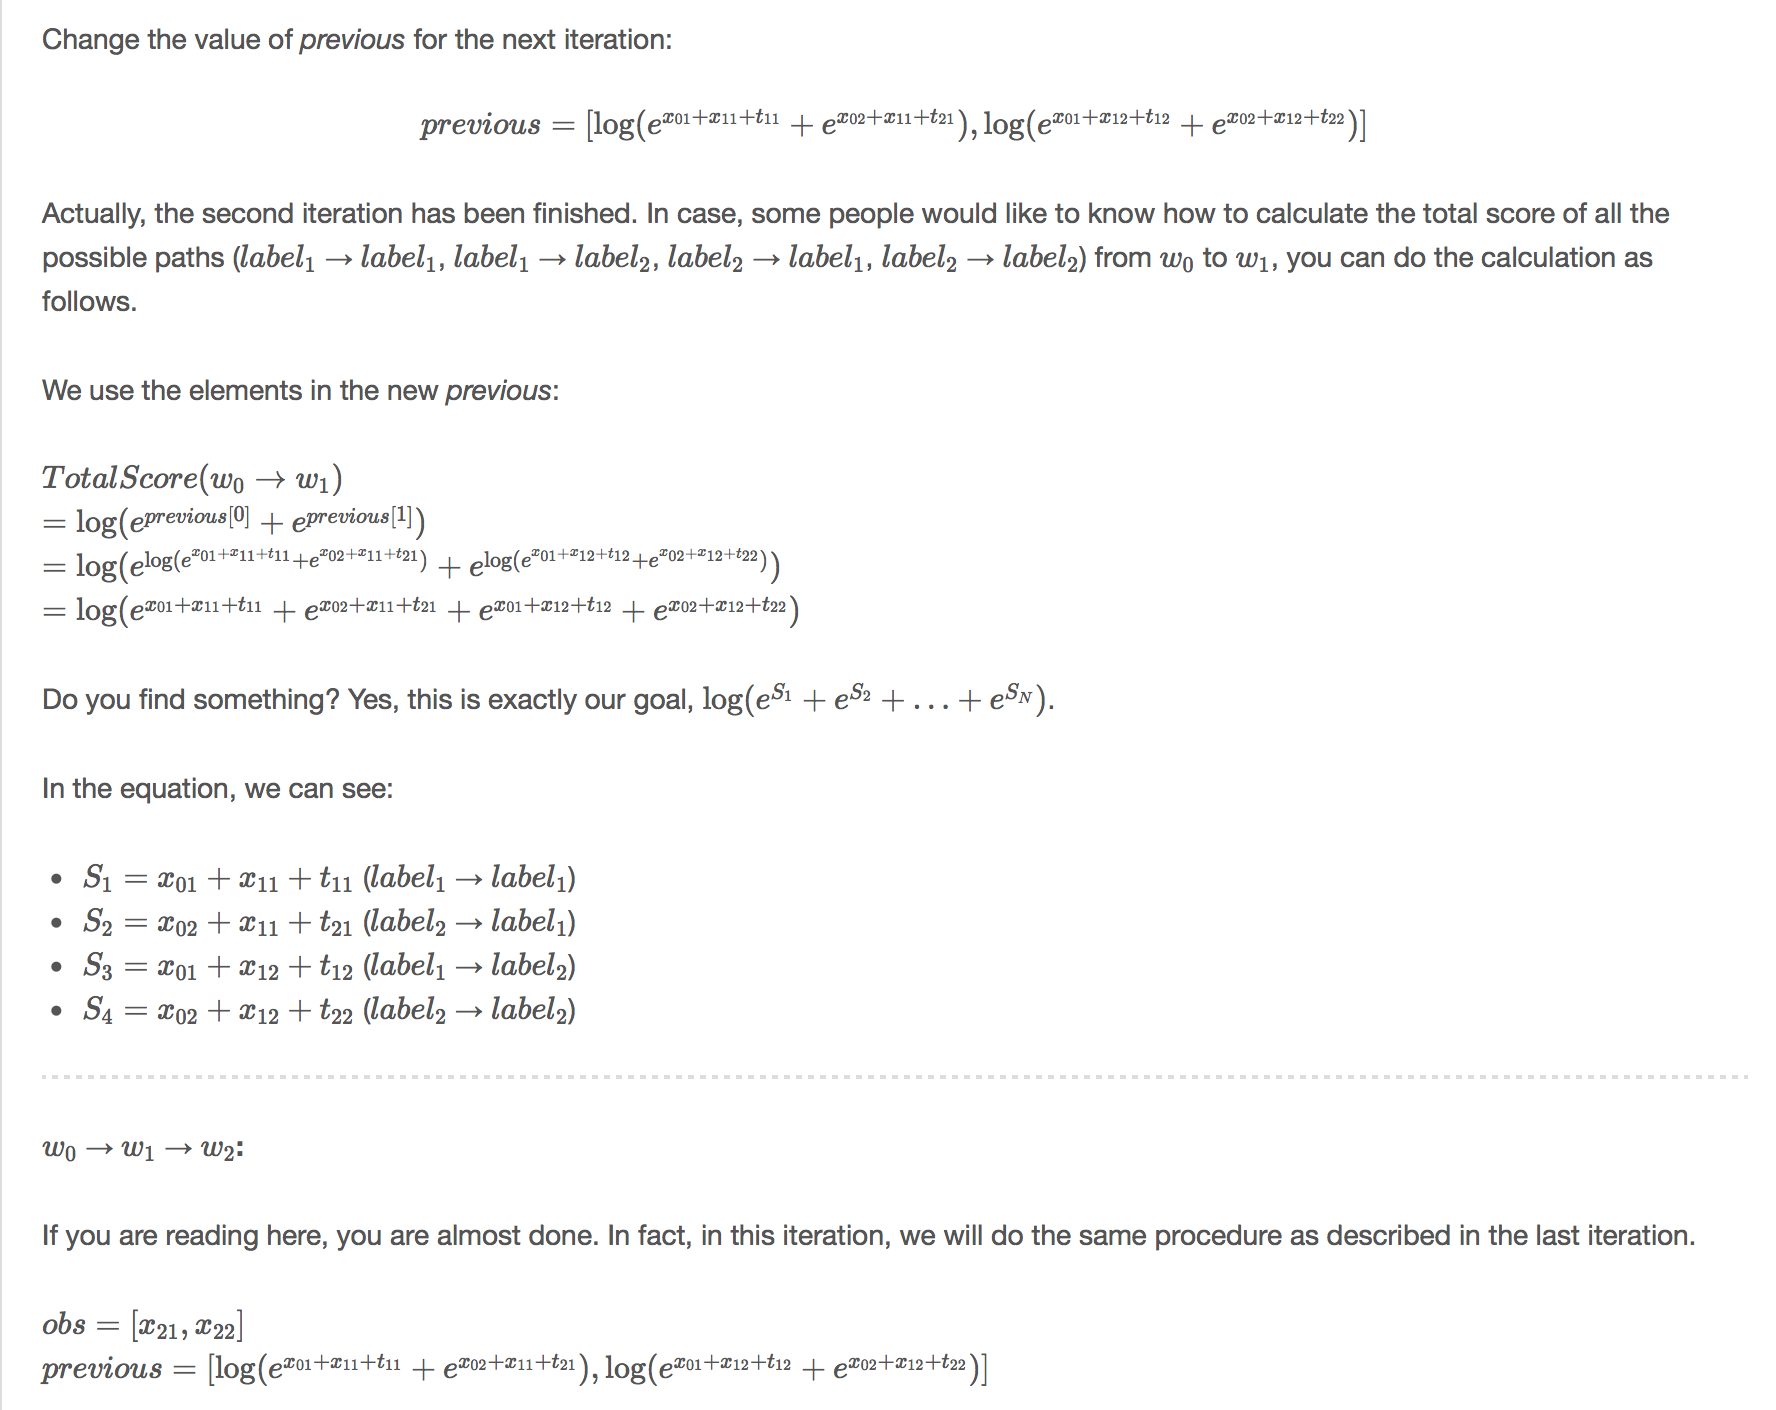 Change the value of previous for the next iteration:
previous = [log(e^{x_{01}+x_{11}+t_{11}} + e^{x_{02}+x_{11}+t_{21}}), log(e^{x_{01}+x_{12}+t_{12}} + e^{x_{02}+x_{12}+t_{22}})]
Actually, the second iteration has been finished. In case, some people would like to know how to calculate the total score of all the
possible paths (label_1 → label_1, label_1 → label_2, label_2 → label_1, label_2 → label_2) from w_0 to w_1, you can do the calculation as
follows.
We use the elements in the new previous:
TotalScore(w_0 → w_1)
= log(e^{previous[0]} + e^{previous[1]})
= log(e^{log(e^{x_{01}+x_{11}+t_{11}}+e^{x_{02}+x_{11}+t_{21}})} + e^{log(e^{x_{01}+x_{12}+t_{12}}+e^{x_{02}+x_{12}+t_{22}})})
= log(e^{x_{01}+x_{11}+t_{11}} + e^{x_{02}+x_{11}+t_{21}} + e^{x_{01}+x_{12}+t_{12}} + e^{x_{02}+x_{12}+t_{22}})
Do you find something? Yes, this is exactly our goal, log(e^{S_1} + e^{S_2} + ... + e^{S_N}).
In the equation, we can see:
• S_1 = x_{01} + x_{11} + t_{11} (label_1 → label_1)
• S_2 = x_{02} + x_{11} + t_{21} (label_2 → label_1)
• S_3 = x_{01} + x_{12} + t_{12} (label_1 → label_2)
• S_4 = x_{02} + x_{12} + t_{22} (label_2 → label_2)
w_0 → w_1 → w_2:
If you are reading here, you are almost done. In fact, in this iteration, we will do the same procedure as described in the last iteration.
obs = [x_{21}, x_{22}]
previous = [log(e^{x_{01}+x_{11}+t_{11}} + e^{x_{02}+x_{11}+t_{21}}), log(e^{x_{01}+x_{12}+t_{12}} + e^{x_{02}+x_{12}+t_{22}})]